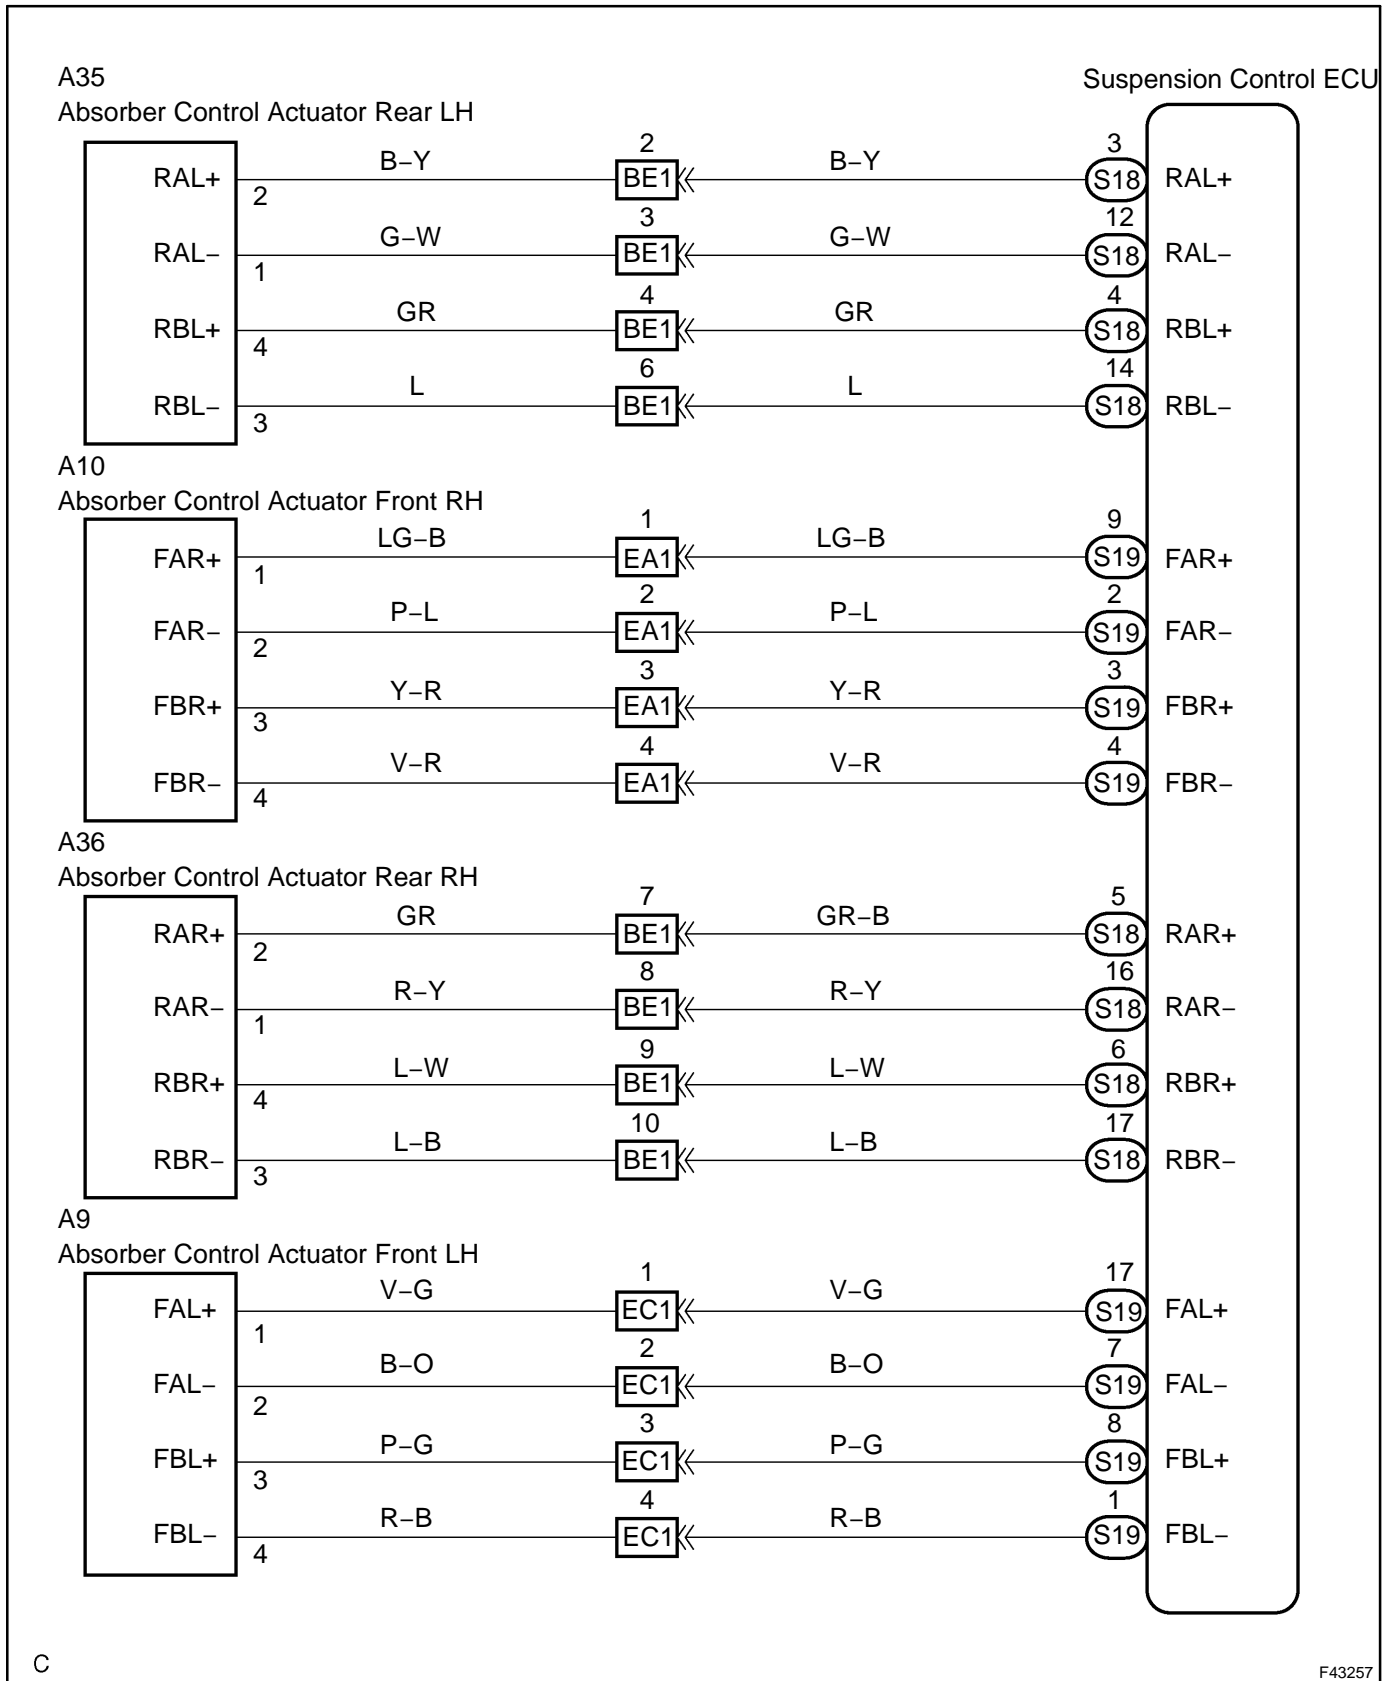 A35
Suspension Control ECU
Absorber Control Actuator Rear LH
RAL+ 2 B–Y 2 BE1 B–Y 3 S18 RAL+
RAL– 1 G–W 3 BE1 G–W 12 S18 RAL–
RBL+ 4 GR 4 BE1 GR 4 S18 RBL+
RBL– 3 L 6 BE1 L 14 S18 RBL–
A10
Absorber Control Actuator Front RH
FAR+ 1 LG–B 1 EA1 LG–B 9 S19 FAR+
FAR– 2 P–L 2 EA1 P–L 2 S19 FAR–
FBR+ 3 Y–R 3 EA1 Y–R 3 S19 FBR+
FBR– 4 V–R 4 EA1 V–R 4 S19 FBR–
A36
Absorber Control Actuator Rear RH
RAR+ 2 GR 7 BE1 GR–B 5 S18 RAR+
RAR– 1 R–Y 8 BE1 R–Y 16 S18 RAR–
RBR+ 4 L–W 9 BE1 L–W 6 S18 RBR+
RBR– 3 L–B 10 BE1 L–B 17 S18 RBR–
A9
Absorber Control Actuator Front LH
FAL+ 1 V–G 1 EC1 V–G 17 S19 FAL+
FAL– 2 B–O 2 EC1 B–O 7 S19 FAL–
FBL+ 3 P–G 3 EC1 P–G 8 S19 FBL+
FBL– 4 R–B 4 EC1 R–B 1 S19 FBL–
C
F43257